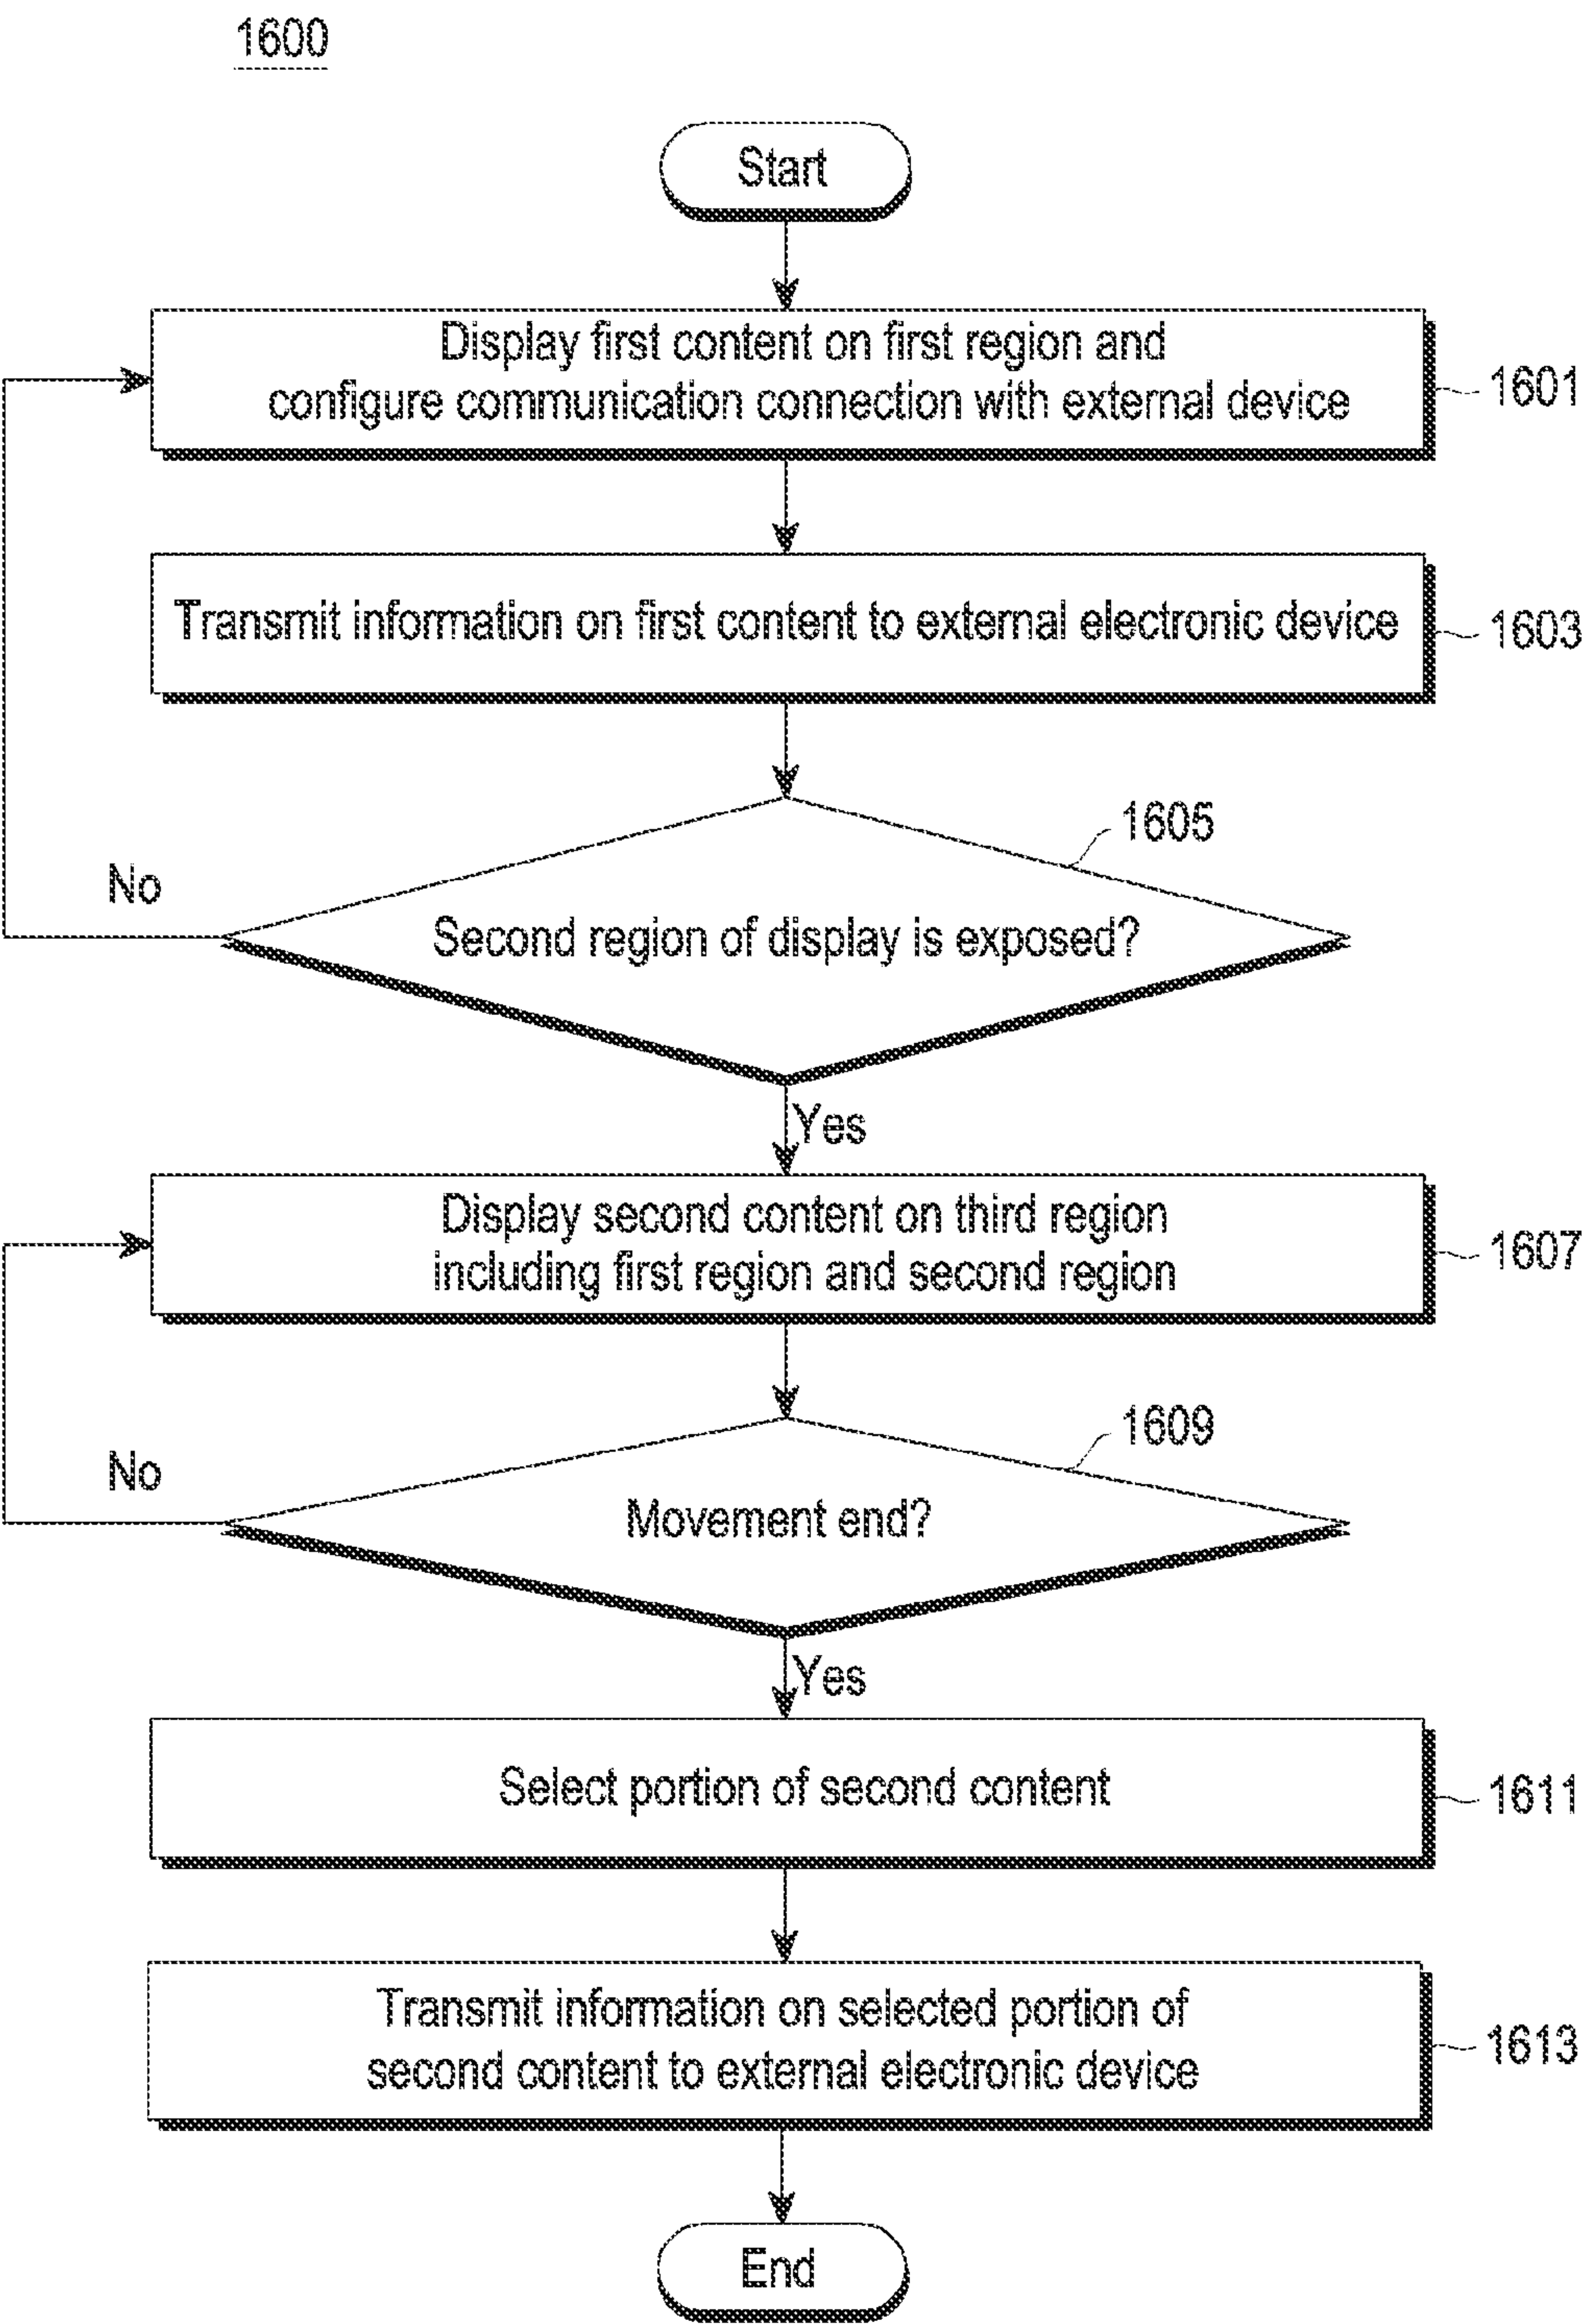 1600
Start
Display first content on first region and
configure communication connection with external device
1601
Transmit information on first content to external electronic device
1603
1605
No
Second region of display is exposed?
Yes
Display second content on third region
including first region and second region
1607
1609
No
Movement end?
Yes
Select portion of second content
1611
Transmit information on selected portion of
second content to external electronic device
1613
End